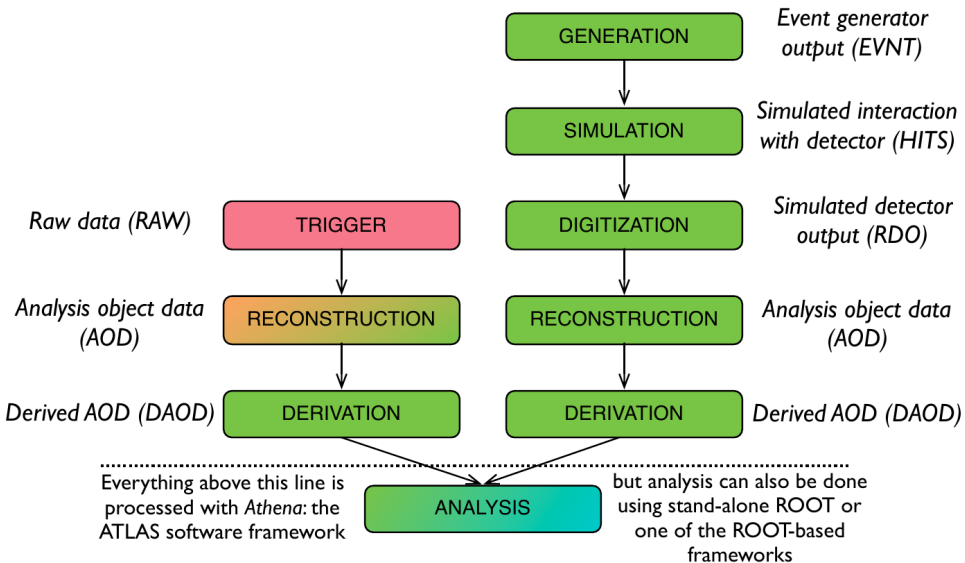 GENERATION
Event generator
output (EVNT)
SIMULATION
Simulated interaction
with detector (HITS)
Raw data (RAW)
TRIGGER
DIGITIZATION
Simulated detector
output (RDO)
Analysis object data
(AOD)
RECONSTRUCTION
RECONSTRUCTION
Analysis object data
(AOD)
Derived AOD (DAOD)
DERIVATION
DERIVATION
Derived AOD (DAOD)
Everything above this line is
processed with Athena: the
ATLAS software framework
ANALYSIS
but analysis can also be done
using stand-alone ROOT or
one of the ROOT-based
frameworks